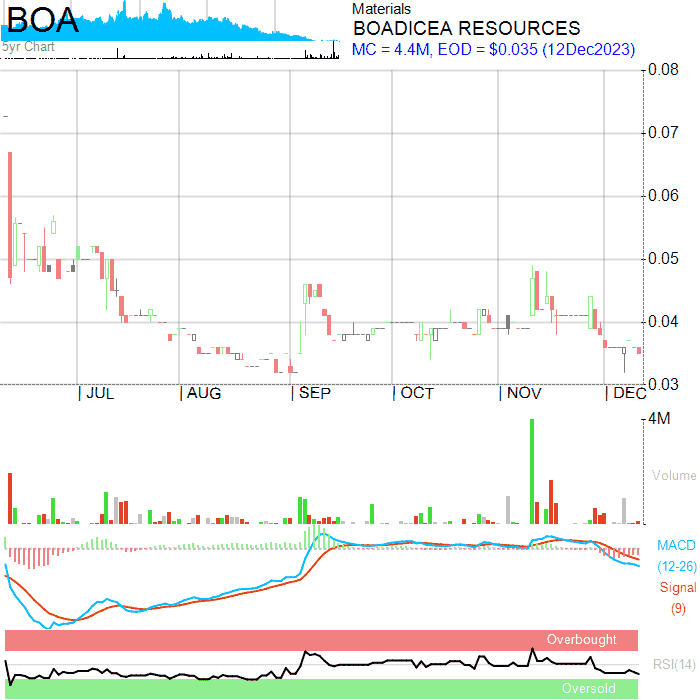 BOA
Materials
BOADICEA RESOURCES
5yr Chart
MC = 4.4M, EOD = $0.035 (12Dec2023)
0.08
0.07
0.06
0.05
0.04
0.03
JUL AUG SEP OCT NOV DEC
4M
Volume
MACD
(12-26)
Signal
(9)
Overbought
RSI(14)
Oversold